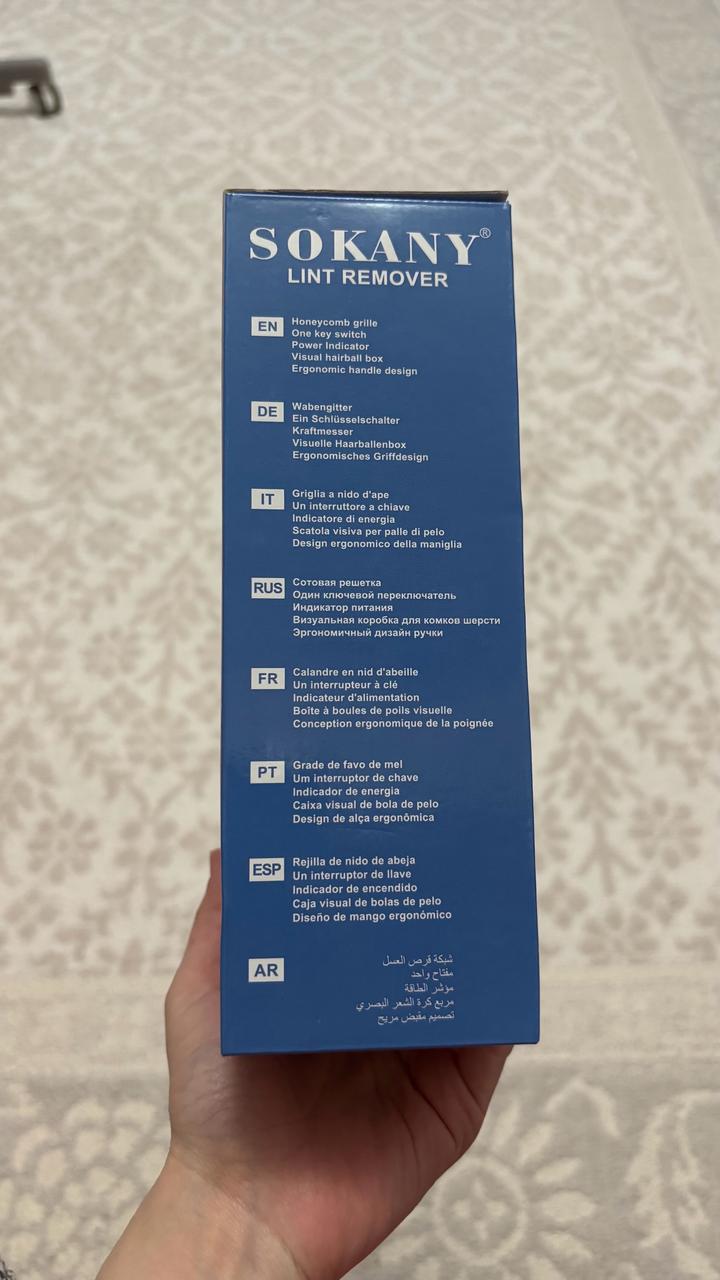 SOKANY®
LINT REMOVER
EN
Honeycomb grille
One key switch
Power Indicator
Visual hairball box
Ergonomic handle design
DE
Wabengitter
Ein Schlüsselschalter
Kraftmesser
Visuelle Haarballenbox
Ergonomisches Griffdesign
IT
Griglia a nido d'ape
Un interruttore a chiave
Indicatore di energia
Scatola visiva per palle di pelo
Design ergonomico della maniglia
RUS
Сотовая решетка
Один ключевой переключатель
Индикатор питания
Визуальная коробка для комков шерсти
Эргономичный дизайн ручки
FR
Calandre en nid d'abeille
Un interrupteur à clé
Indicateur d'alimentation
Boîte à boules de poils visuelle
Conception ergonomique de la poignée
PT
Grade de favo de mel
Um interruptor de chave
Indicador de energia
Caixa visual de bola de pelo
Design de alça ergonômica
ESP
Rejilla de nido de abeja
Un interruptor de llave
Indicador de encendido
Caja visual de bolas de pelo
Diseño de mango ergonómico
AR
شبكة قرص العسل
مفتاح واحد
مؤشر الطاقة
مربع كرة الشعر البصري
تصميم مقبض مريح